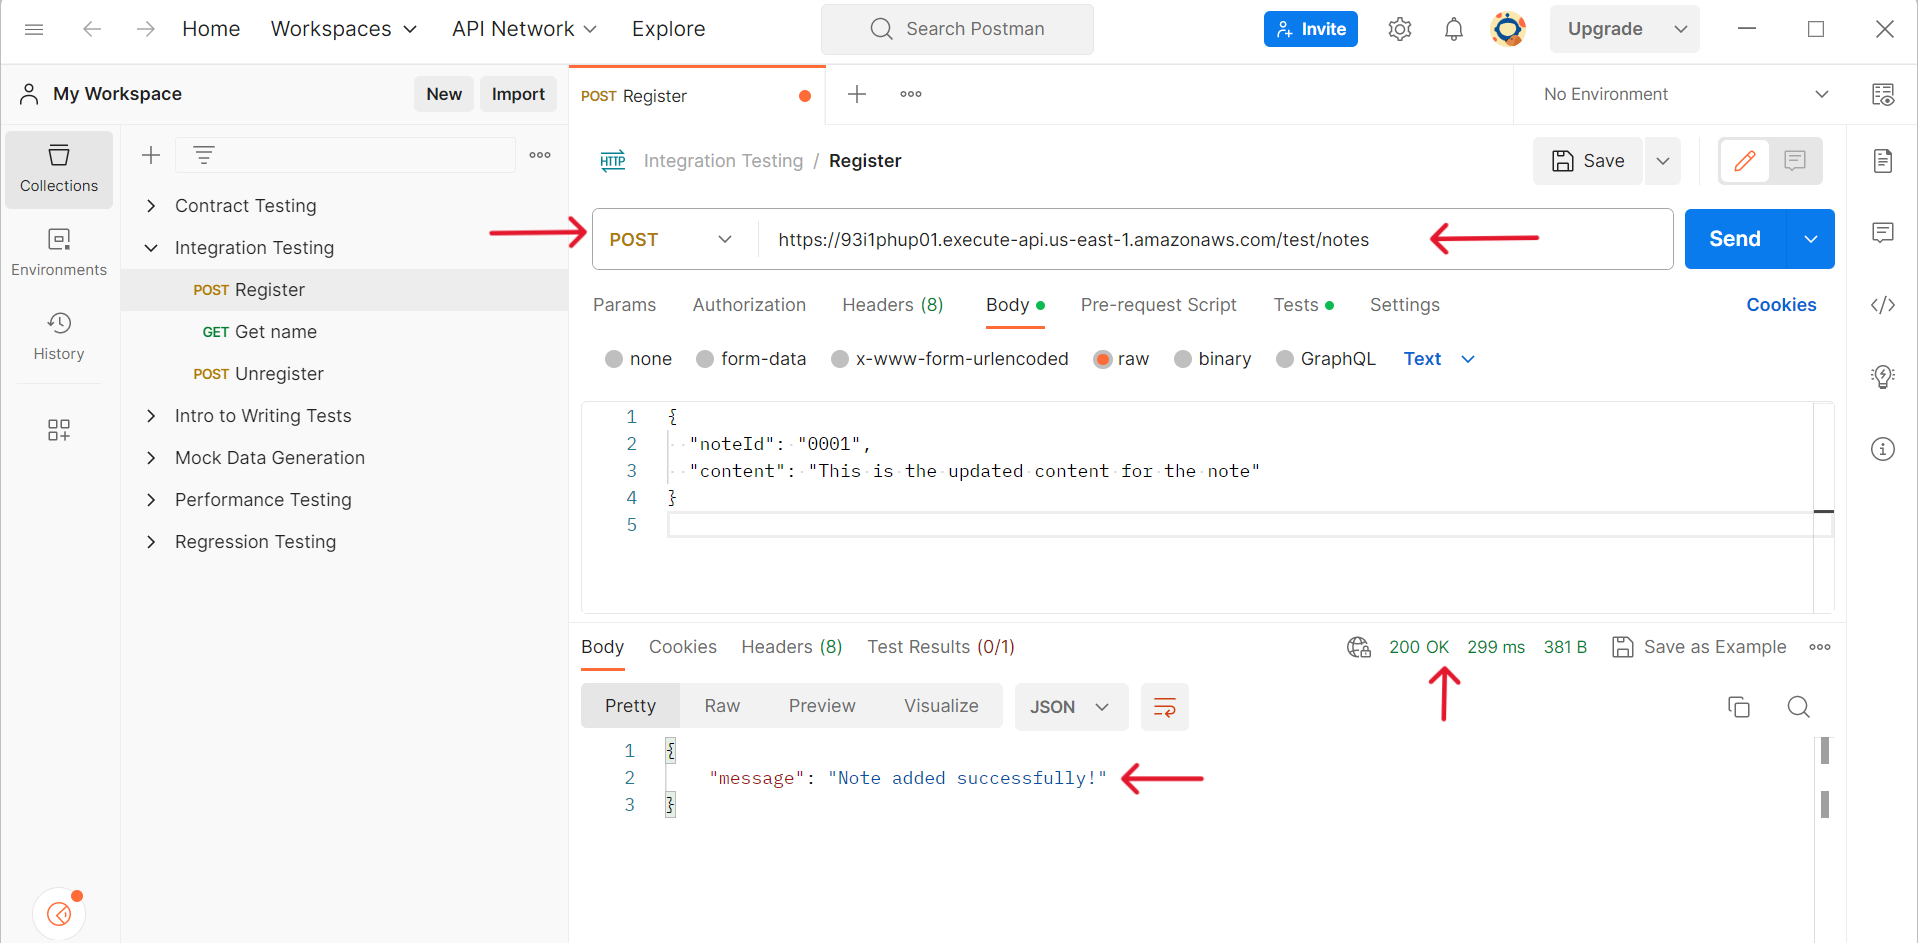 Home Workspaces API Network Explore Search Postman Invite Upgrade
My Workspace New Import
POST Register
No Environment
Collections
Environments
History
Contract Testing
Integration Testing
POST Register
GET Get name
POST Unregister
Intro to Writing Tests
Mock Data Generation
Performance Testing
Regression Testing
HTTP Integration Testing / Register Save
POST https://93i1phup01.execute-api.us-east-1.amazonaws.com/test/notes Send
Params Authorization Headers (8) Body Pre-request Script Tests Settings Cookies
none form-data x-www-form-urlencoded raw binary GraphQL Text
1 {
2 "noteId": "0001",
3 "content": "This is the updated content for the note"
4 }
5
Body Cookies Headers (8) Test Results (0/1) 200 OK 299 ms 381 B Save as Example
Pretty Raw Preview Visualize JSON
1 {
2 "message": "Note added successfully!"
3 }